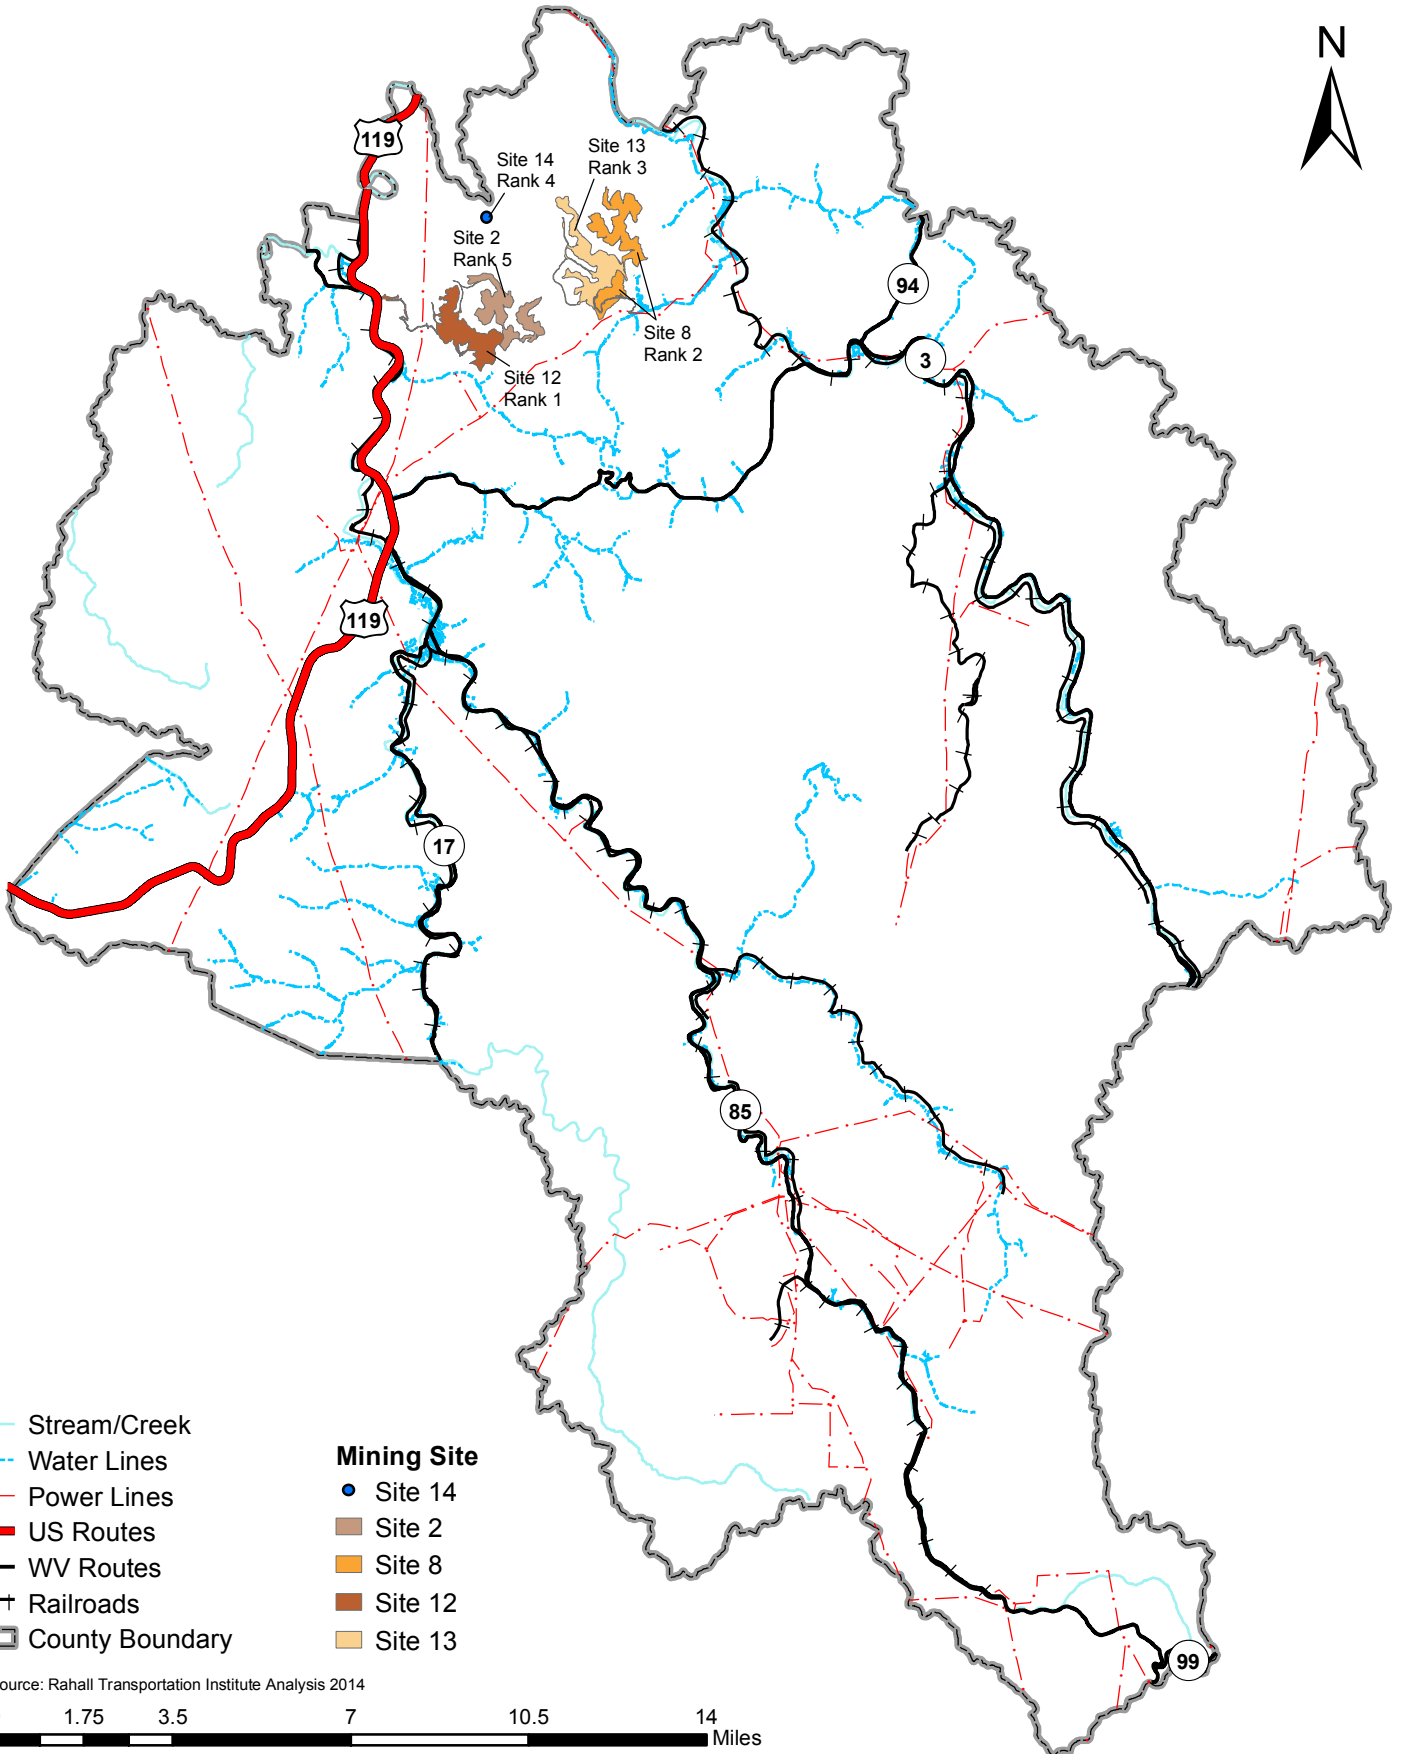 N
119
Site 13
Rank 3
Site 14
Rank 4
Site 2
Rank 5
94
Site 8
Rank 2
3
Site 12
Rank 1
119
17
85
Stream/Creek
Water Lines
Power Lines
US Routes
WV Routes
Railroads
County Boundary
Mining Site
Site 14
Site 2
Site 8
Site 12
Site 13
99
ource: Rahall Transportation Institute Analysis 2014
1.75 3.5 7 10.5 14
Miles